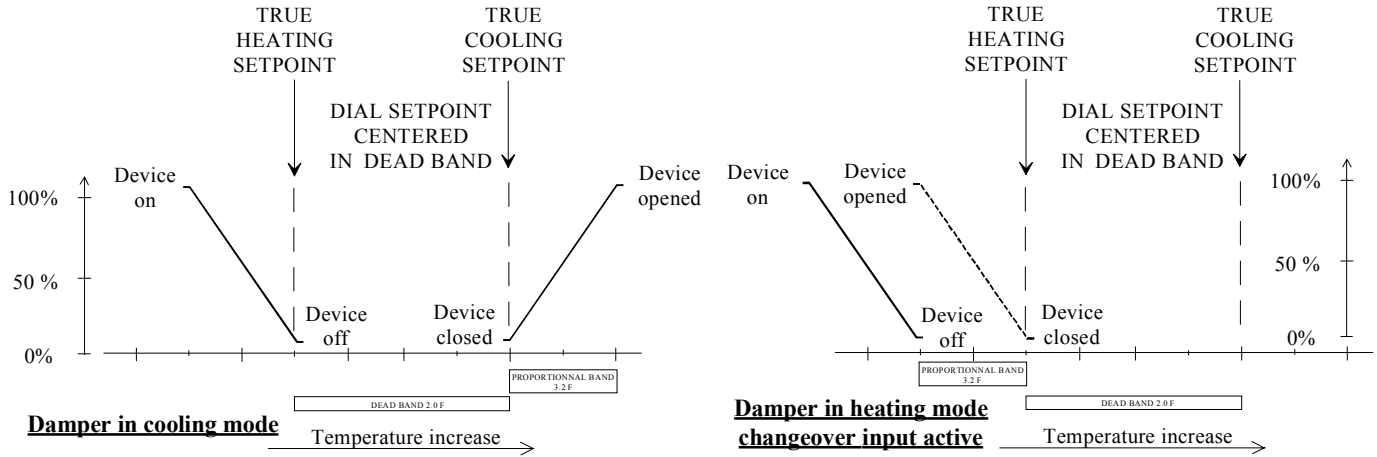 TRUE
HEATING
SETPOINT
TRUE
COOLING
SETPOINT
DIAL SETPOINT
CENTERED
IN DEAD BAND
Device
on
Device
opened
100%
50 %
0%
Device
off
Device
closed
PROPORTIONNAL BAND
3.2 F
DEAD BAND 2.0 F
Damper in cooling mode
Temperature increase
TRUE
HEATING
SETPOINT
TRUE
COOLING
SETPOINT
DIAL SETPOINT
CENTERED
IN DEAD BAND
Device
on
Device
opened
100%
50 %
0%
Device
off
Device
closed
PROPORTIONNAL BAND
3.2 F
DEAD BAND 2.0 F
Damper in heating mode
changeover input active
Temperature increase